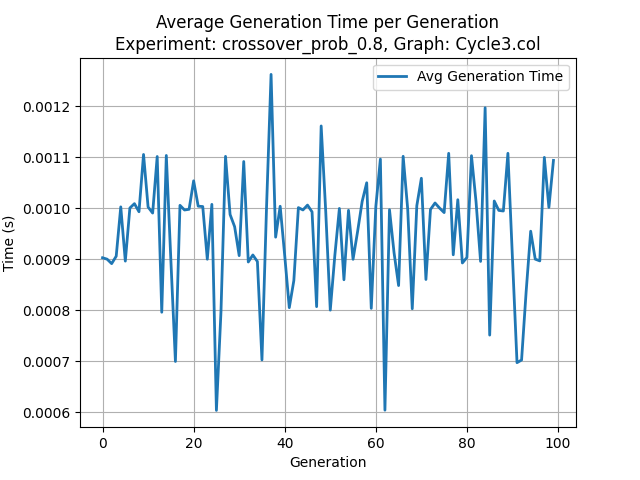 Average Generation Time per Generation
Experiment: crossover_prob_0.8, Graph: Cycle3.col
Avg Generation Time
0.0012
0.0011
0.0010
0.0009
0.0008
0.0007
0.0006
Time (s)
0 20 40 60 80 100
Generation